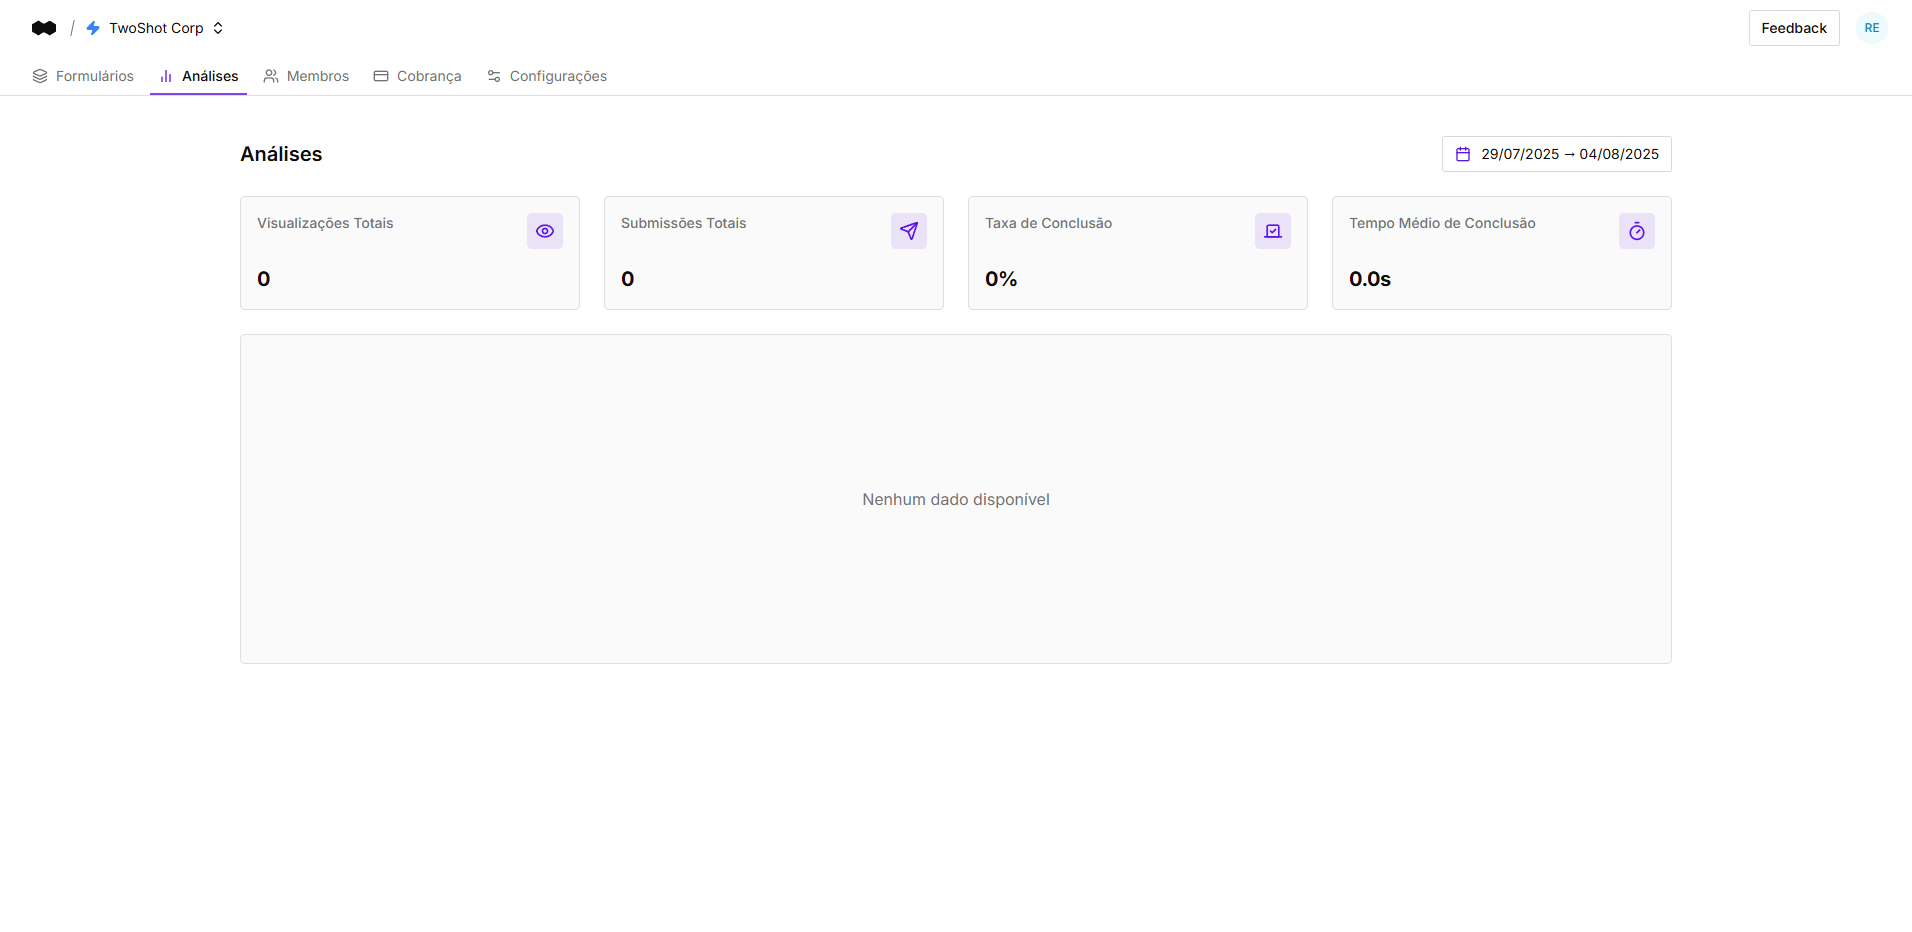 / TwoShot Corp
Feedback
RE
Formulários
Análises
Membros
Cobrança
Configurações
Análises
29/07/2025 → 04/08/2025
Visualizações Totais
0
Submissões Totais
0
Taxa de Conclusão
0%
Tempo Médio de Conclusão
0.0s
Nenhum dado disponível